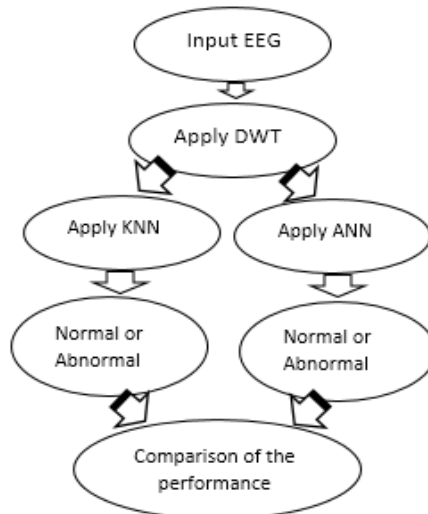 Input EEG
Apply DWT
Apply KNN
Apply ANN
Normal or
Abnormal
Normal or
Abnormal
Comparison of the
performance